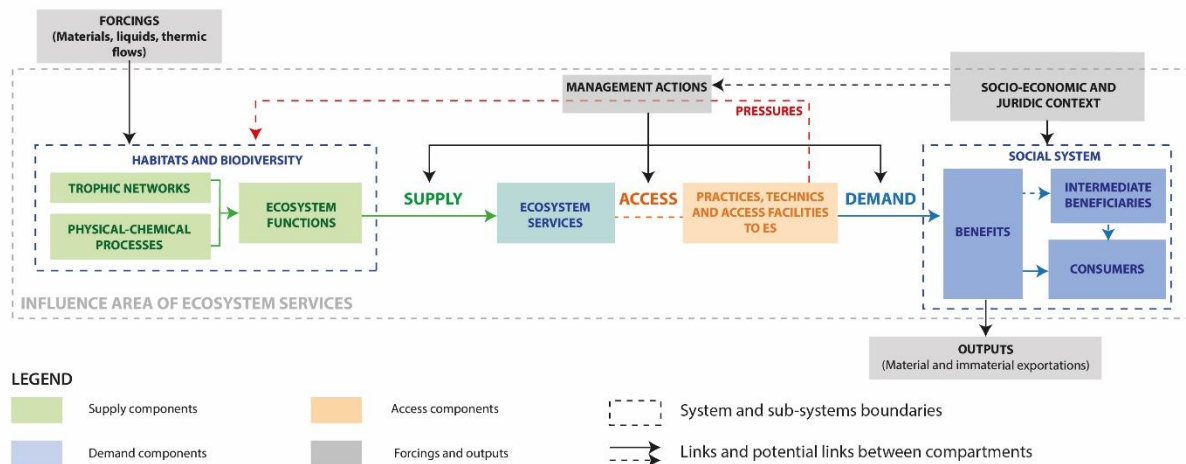 FORCINGS
(Materials, liquids, thermic
flows)
MANAGEMENT ACTIONS
SOCIO-ECONOMIC AND
JURIDIC CONTEXT
PRESSURES
HABITATS AND BIODIVERSITY
TROPHIC NETWORKS
PHYSICAL-CHEMICAL
PROCESSES
ECOSYSTEM
FUNCTIONS
SUPPLY
ECOSYSTEM
SERVICES
ACCESS
PRACTICES, TECHNICS
AND ACCESS FACILITIES
TO ES
DEMAND
SOCIAL SYSTEM
BENEFITS
INTERMEDIATE
BENEFICIARIES
CONSUMERS
INFLUENCE AREA OF ECOSYSTEM SERVICES
OUTPUTS
(Material and immaterial exportations)
LEGEND
Supply components
Access components
System and sub-systems boundaries
Demand components
Forcings and outputs
Links and potential links between compartments